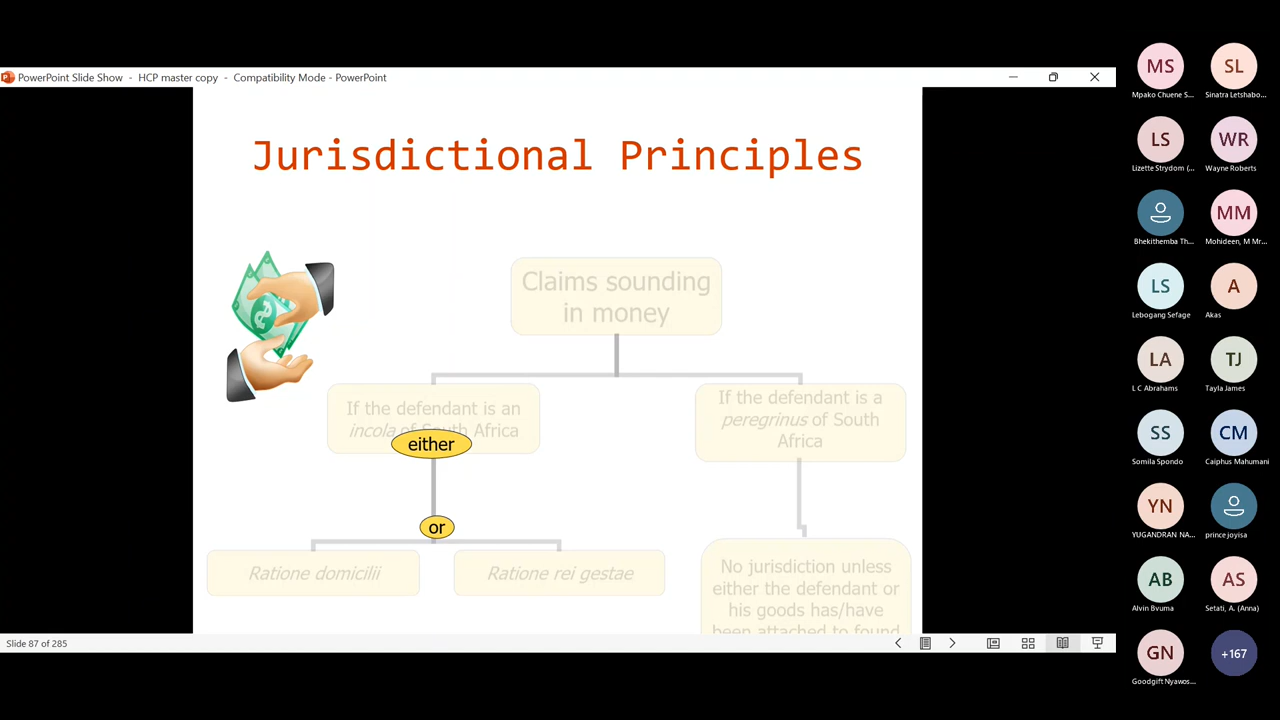 PowerPoint Slide Show - HCP master copy - Compatibility Mode - PowerPoint
Jurisdictional Principles
Claims sounding
in money
If the defendant is an
incola of South Africa
either
or
If the defendant is a
peregrinus of South
Africa
Ratione domicilii
Ratione rei gestae
No jurisdiction unless
either the defendant or
his goods has/have
been attached to found
Slide 87 of 285
MS
Mpako Chuene S...
SL
Sinatra Letshabo...
LS
Lizette Strydom (...
WR
Wayne Roberts
Bhekithemba Th...
MM
Mohideen, M Mr...
LS
Lebogang Sefage
A
Akas
LA
L C Abrahams
TJ
Tayla James
SS
Somila Spondo
CM
Caiphus Mahumani
YN
YUGANDRAN NA...
prince joyisa
AB
Alvin Bvuma
AS
Setati, A. (Anna)
GN
Goodgift Nyawos...
+167